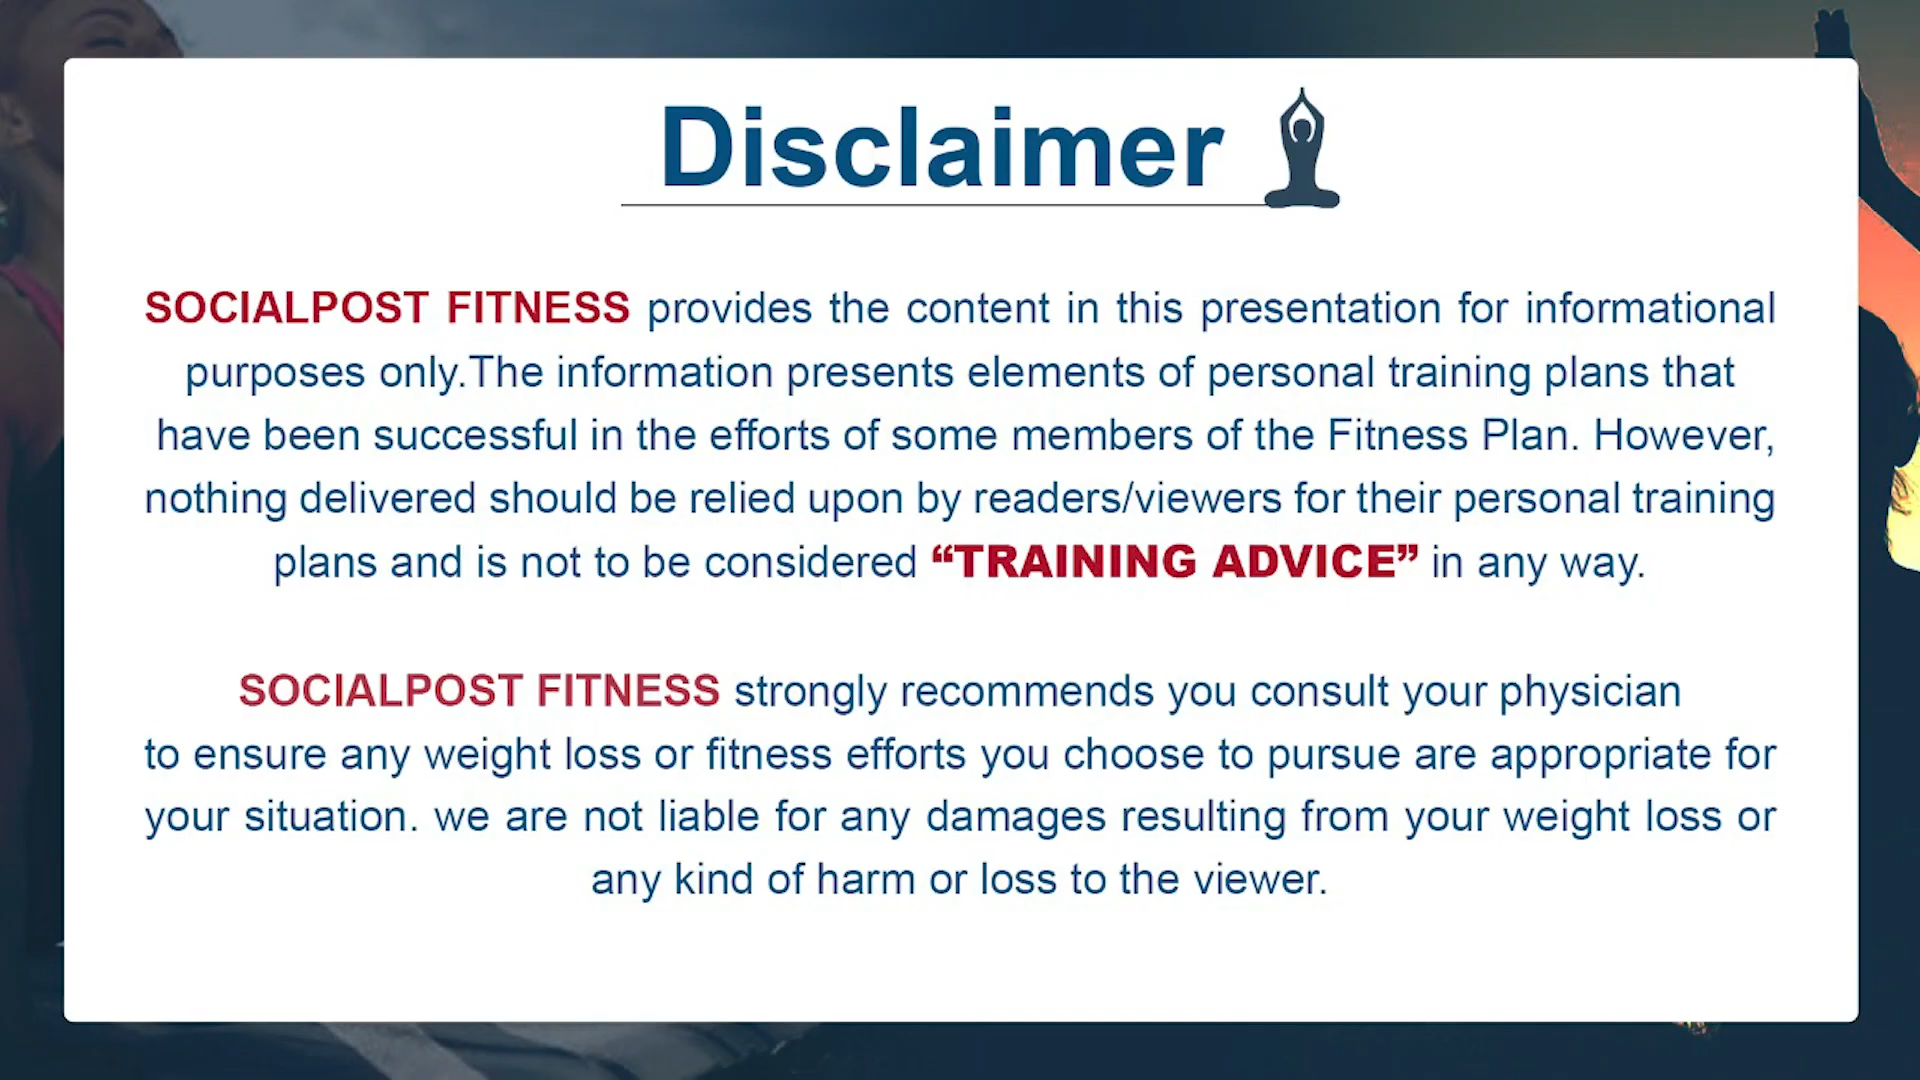 Disclaimer
SOCIALPOST FITNESS provides the content in this presentation for informational
purposes only.The information presents elements of personal training plans that
have been successful in the efforts of some members of the Fitness Plan. However,
nothing delivered should be relied upon by readers/viewers for their personal training
plans and is not to be considered “TRAINING ADVICE” in any way.
SOCIALPOST FITNESS strongly recommends you consult your physician
to ensure any weight loss or fitness efforts you choose to pursue are appropriate for
your situation. we are not liable for any damages resulting from your weight loss or
any kind of harm or loss to the viewer.